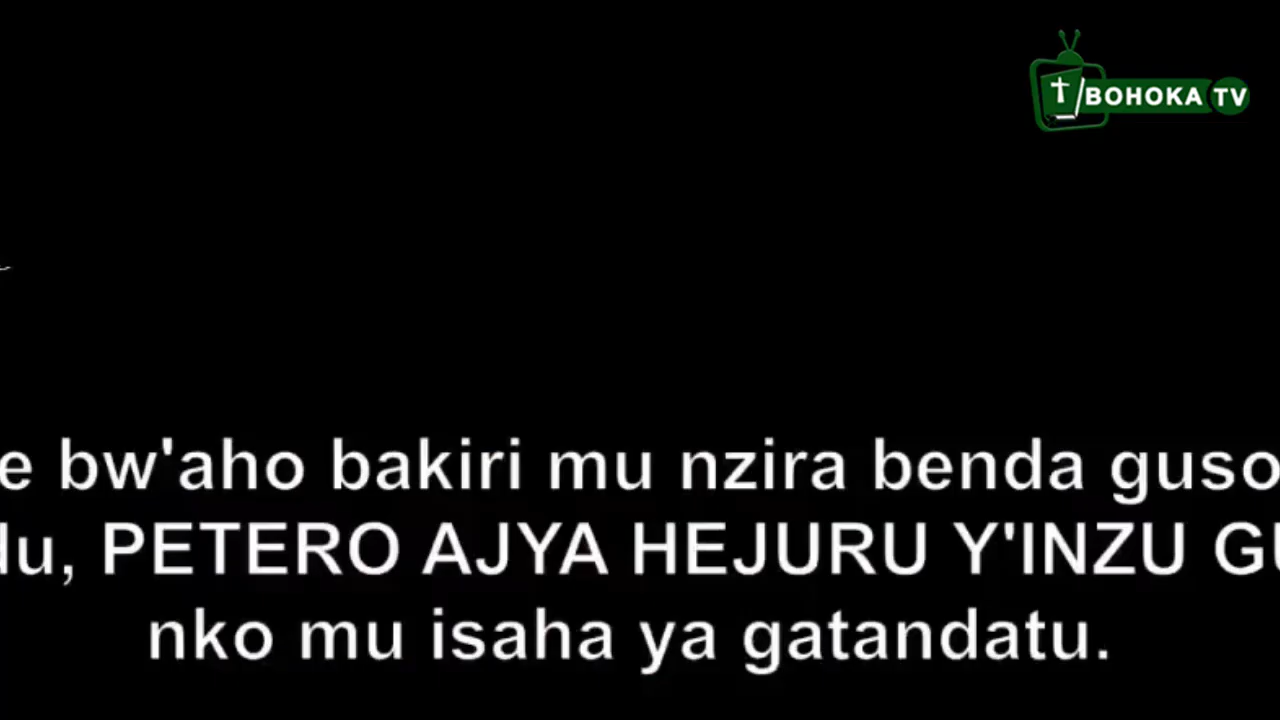 BOHOKA TV
e bw'aho bakiri mu nzira benda guso
du, PETERO AJYA HEJURU Y'INZU GU
nko mu isaha ya gatandatu.